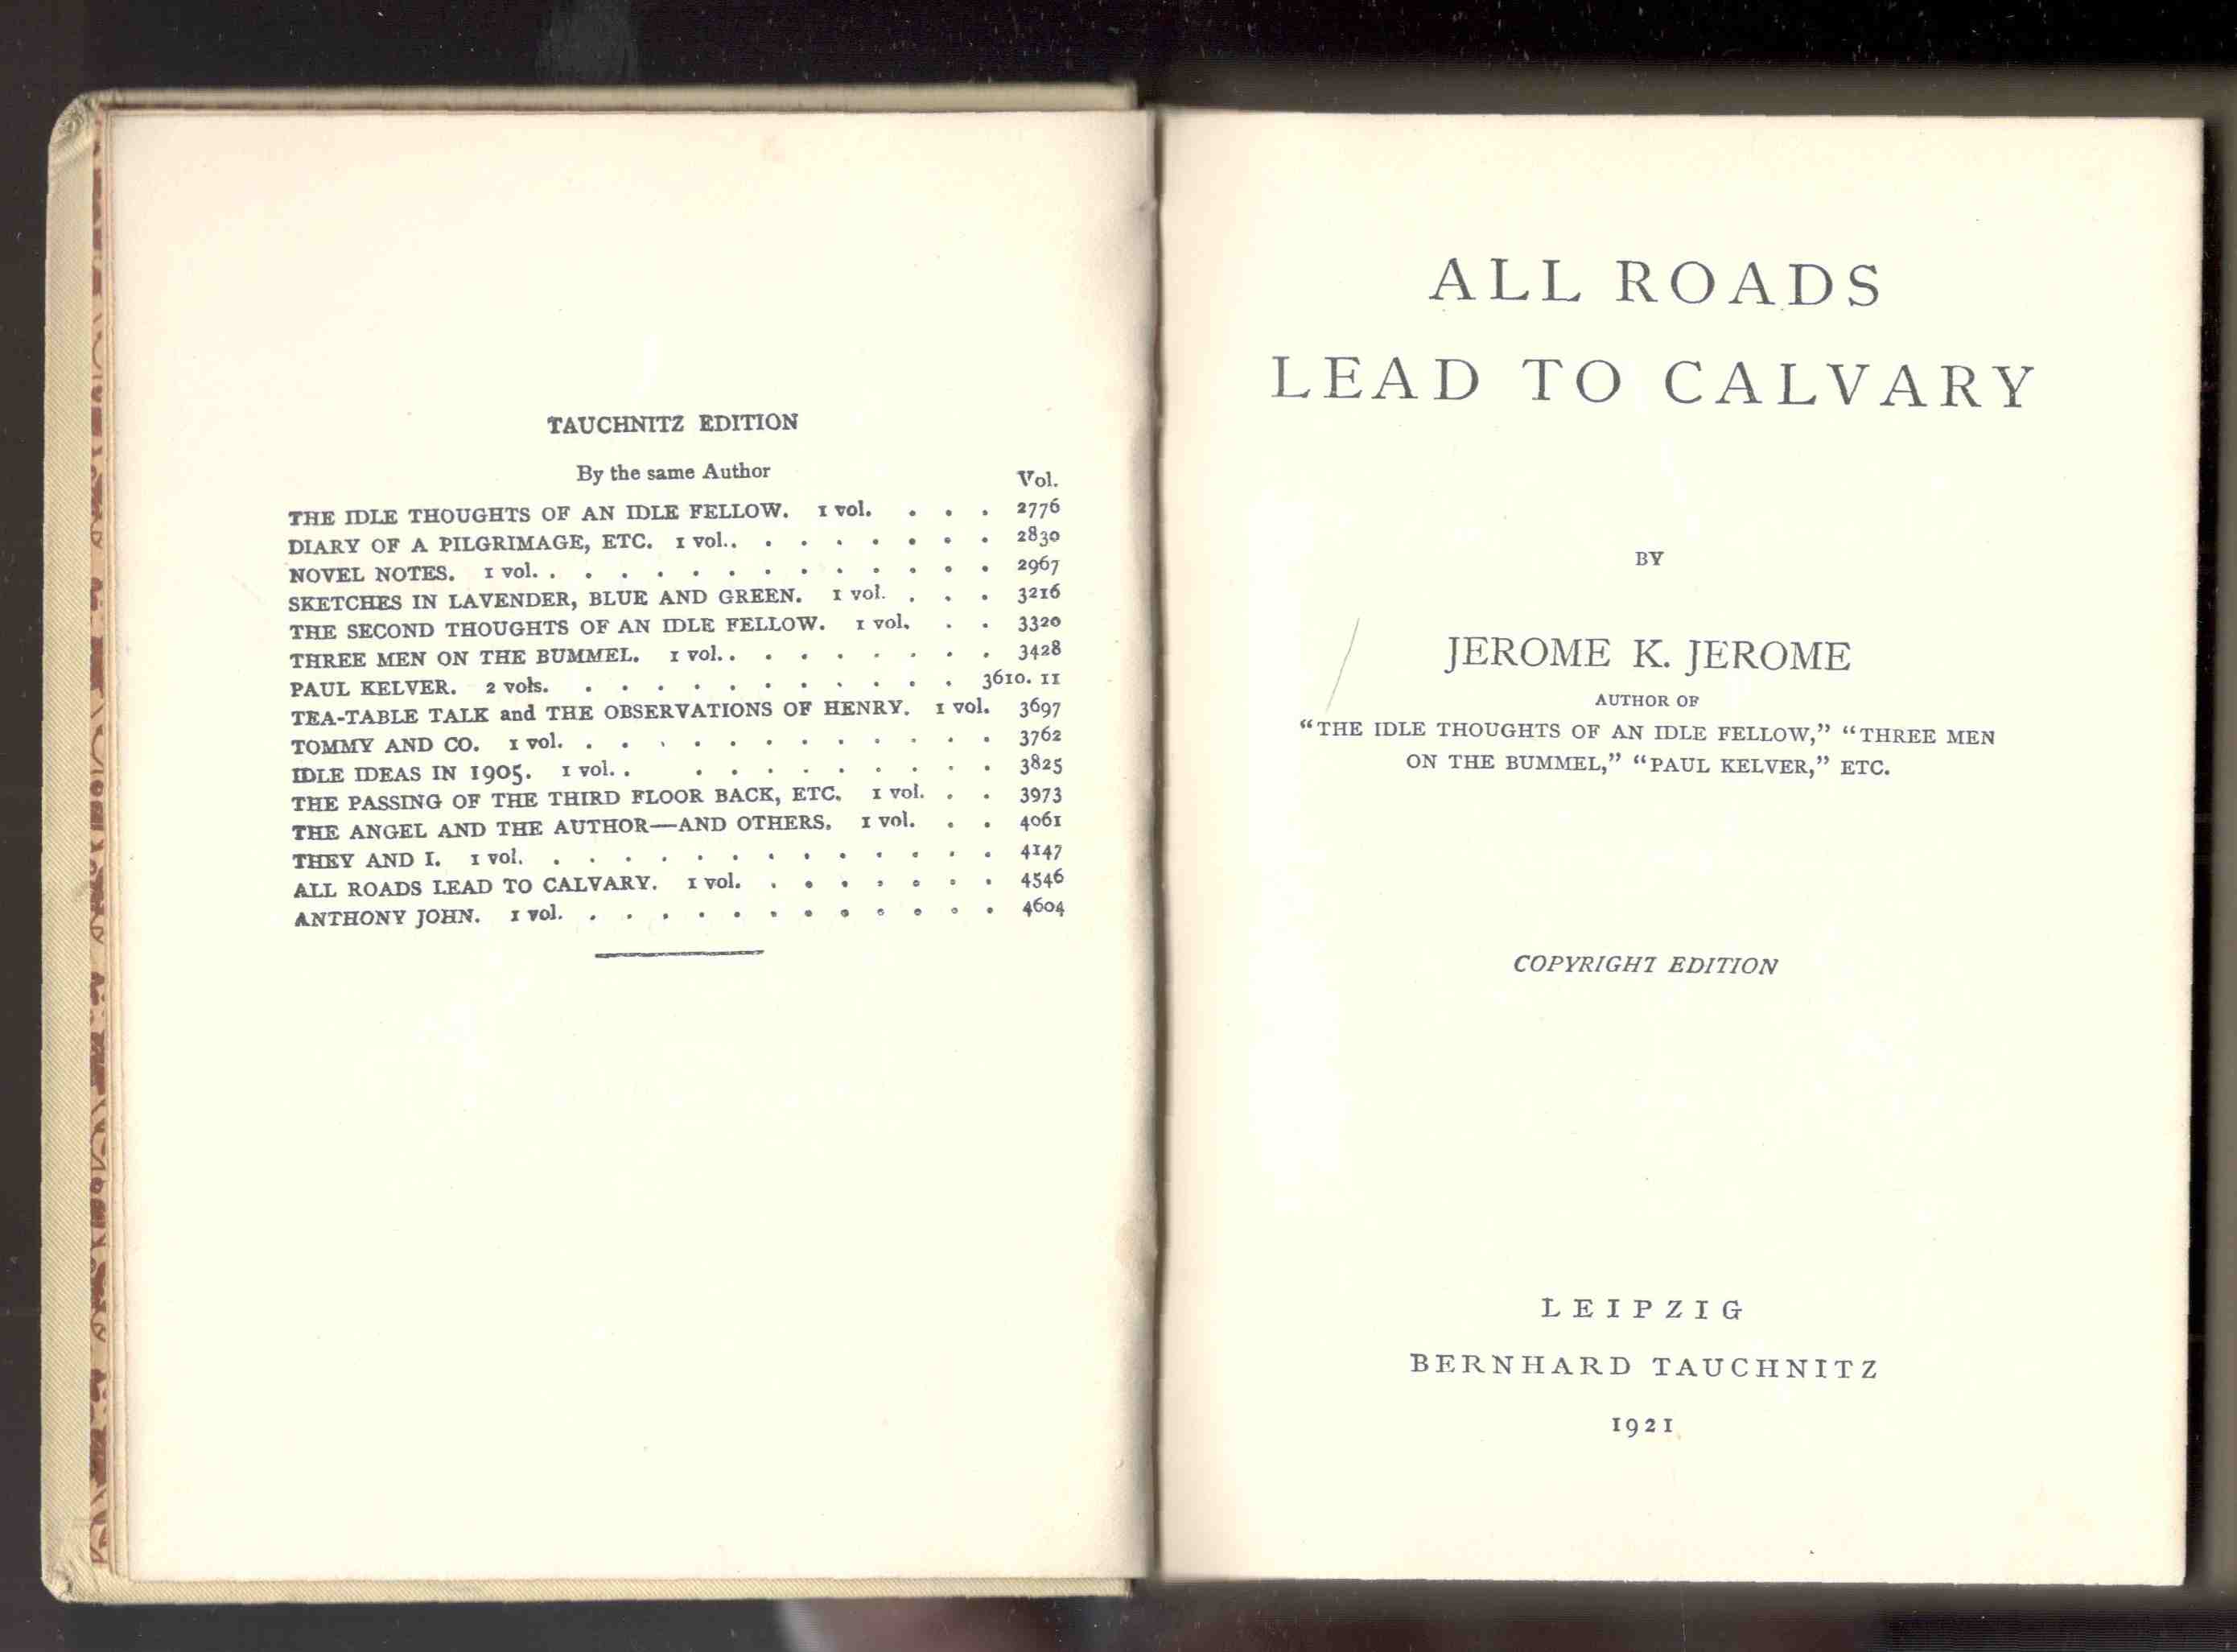 TAUCHNITZ EDITION
By the same Author
Vol.
THE IDLE THOUGHTS OF AN IDLE FELLOW. 1 vol. . . . 2776
DIARY OF A PILGRIMAGE, ETC. 1 vol. . . . . . . . 2830
NOVEL NOTES. 1 vol. . . . . . . . . . . . . . 2967
SKETCHES IN LAVENDER, BLUE AND GREEN. 1 vol. . . . 3216
THE SECOND THOUGHTS OF AN IDLE FELLOW. 1 vol. . . 3320
THREE MEN ON THE BUMMEL. 1 vol. . . . . . . . . 3428
PAUL KELVER. 2 vols. . . . . . . . . . . . 3610. 11
TEA-TABLE TALK and THE OBSERVATIONS OF HENRY. 1 vol. 3697
TOMMY AND CO. 1 vol. . . . . . . . . . . . . 3762
IDLE IDEAS IN 1905. 1 vol. . . . . . . . . . . 3825
THE PASSING OF THE THIRD FLOOR BACK, ETC. 1 vol. . . 3973
THE ANGEL AND THE AUTHOR—AND OTHERS. 1 vol. . . 4061
THEY AND I. 1 vol. . . . . . . . . . . . . . 4147
ALL ROADS LEAD TO CALVARY. 1 vol. . . . . . . . 4546
ANTHONY JOHN. 1 vol. . . . . . . . . . . . . 4604
ALL ROADS
LEAD TO CALVARY
BY
JEROME K. JEROME
AUTHOR OF
“THE IDLE THOUGHTS OF AN IDLE FELLOW,” “THREE MEN
ON THE BUMMEL,” “PAUL KELVER,” ETC.
COPYRIGHT EDITION
LEIPZIG
BERNHARD TAUCHNITZ
1921